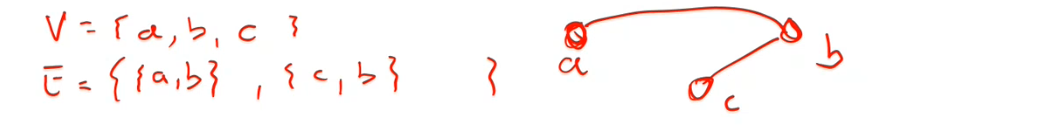 V = { a, b, c }
E = { {a,b} , {c,b} }
a
b
c